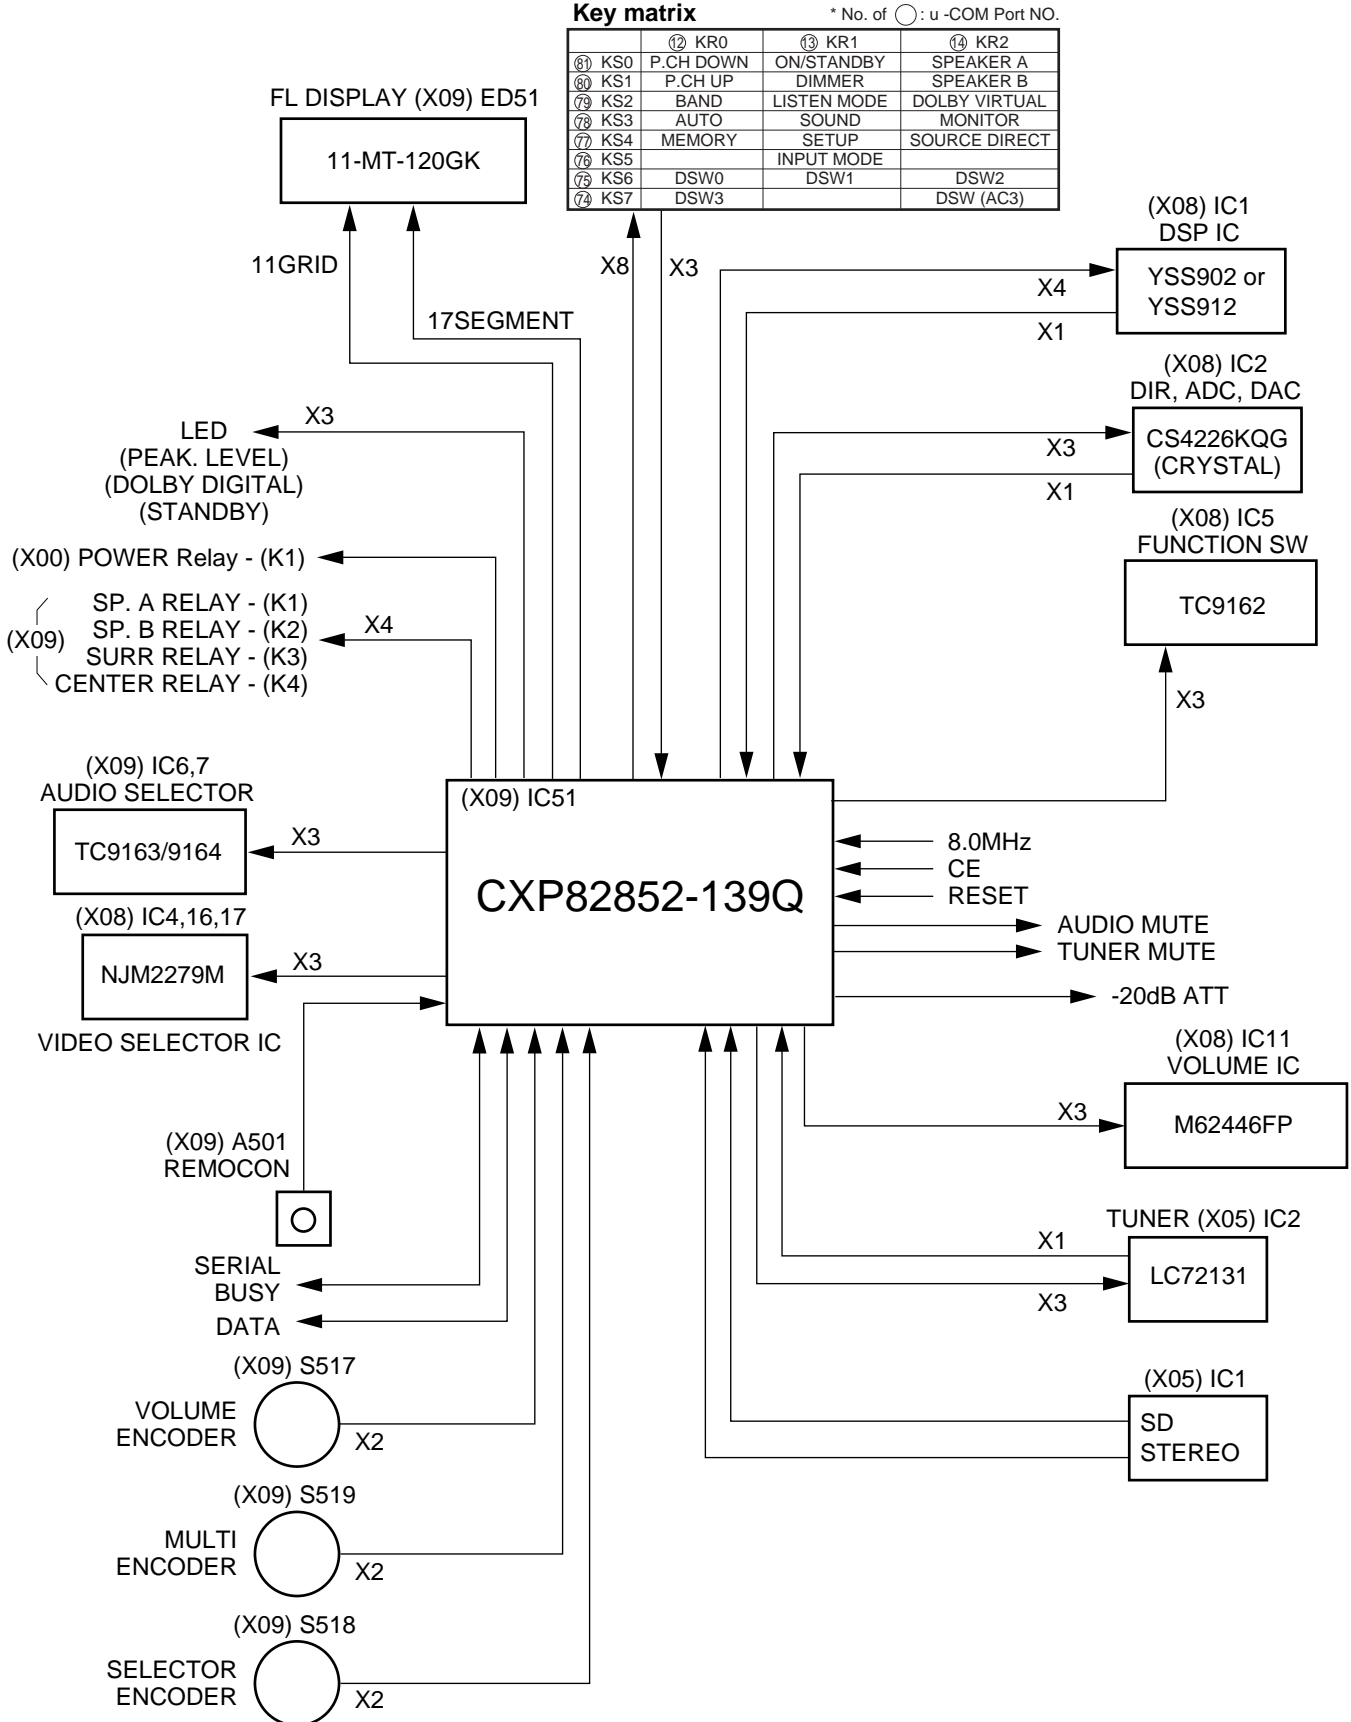 Key matrix
* No. of ◯ : u -COM Port NO.
⑫ KR0 ⑬ KR1 ⑭ KR2
81 KS0 P.CH DOWN ON/STANDBY SPEAKER A
80 KS1 P.CH UP DIMMER SPEAKER B
79 KS2 BAND LISTEN MODE DOLBY VIRTUAL
78 KS3 AUTO SOUND MONITOR
77 KS4 MEMORY SETUP SOURCE DIRECT
76 KS5 INPUT MODE
75 KS6 DSW0 DSW1 DSW2
74 KS7 DSW3 DSW (AC3)
FL DISPLAY (X09) ED51
11-MT-120GK
11GRID
17SEGMENT
X8
X3
(X08) IC1
DSP IC
YSS902 or
YSS912
X4
X1
(X08) IC2
DIR, ADC, DAC
CS4226KQG
(CRYSTAL)
X3
X1
(X08) IC5
FUNCTION SW
TC9162
X3
X3
LED
(PEAK. LEVEL)
(DOLBY DIGITAL)
(STANDBY)
(X00) POWER Relay - (K1)
(X09)
SP. A RELAY - (K1)
SP. B RELAY - (K2)
SURR RELAY - (K3)
CENTER RELAY - (K4)
X4
(X09) IC6,7
AUDIO SELECTOR
TC9163/9164
X3
(X08) IC4,16,17
NJM2279M
X3
VIDEO SELECTOR IC
(X09) IC51
CXP82852-139Q
8.0MHz
CE
RESET
AUDIO MUTE
TUNER MUTE
-20dB ATT
(X08) IC11
VOLUME IC
M62446FP
X3
(X09) A501
REMOCON
SERIAL
BUSY
DATA
TUNER (X05) IC2
LC72131
X1
X3
(X05) IC1
SD
STEREO
(X09) S517
VOLUME
ENCODER
X2
(X09) S519
MULTI
ENCODER
X2
(X09) S518
SELECTOR
ENCODER
X2